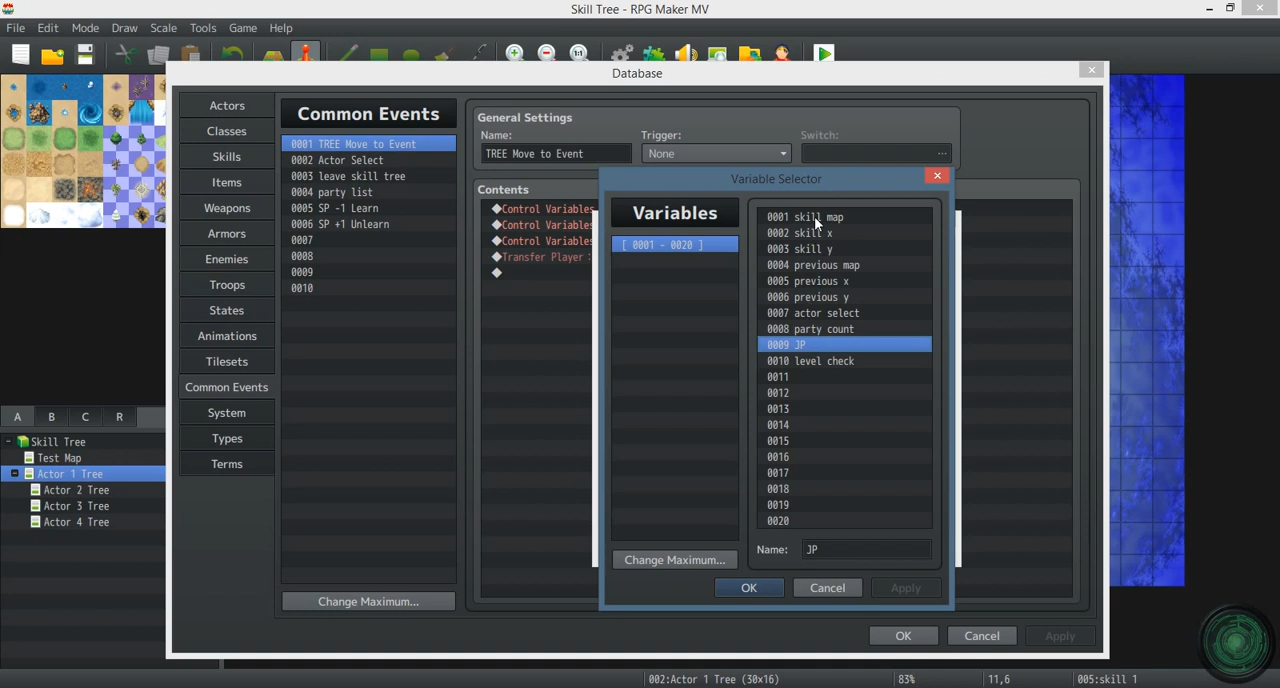 Skill Tree - RPG Maker MV
File Edit Mode Draw Scale Tools Game Help
1:1
Database
Actors
Classes
Skills
Items
Weapons
Armors
Enemies
Troops
States
Animations
Tilesets
Common Events
System
Types
Terms
Common Events
0001 TREE Move to Event
0002 Actor Select
0003 leave skill tree
0004 party list
0005 SP -1 Learn
0006 SP +1 Unlearn
0007
0008
0009
0010
Change Maximum...
General Settings
Name: Trigger: Switch:
TREE Move to Event None ...
Contents
◆Control Variables
◆Control Variables
◆Control Variables
◆Transfer Player :
◆
Variable Selector
Variables
[ 0001 - 0020 ]
Change Maximum...
0001 skill map
0002 skill x
0003 skill y
0004 previous map
0005 previous x
0006 previous y
0007 actor select
0008 party count
0009 JP
0010 level check
0011
0012
0013
0014
0015
0016
0017
0018
0019
0020
Name: JP
OK Cancel Apply
OK Cancel Apply
A B C R
Skill Tree
Test Map
Actor 1 Tree
Actor 2 Tree
Actor 3 Tree
Actor 4 Tree
002:Actor 1 Tree (30x16) 83% 11,6 005:skill 1